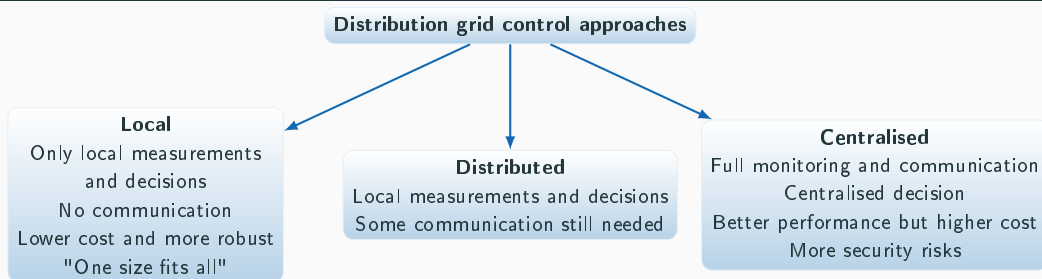 Distribution grid control approaches
Local
Only local measurements
and decisions
No communication
Lower cost and more robust
"One size fits all"
Distributed
Local measurements and decisions
Some communication still needed
Centralised
Full monitoring and communication
Centralised decision
Better performance but higher cost
More security risks